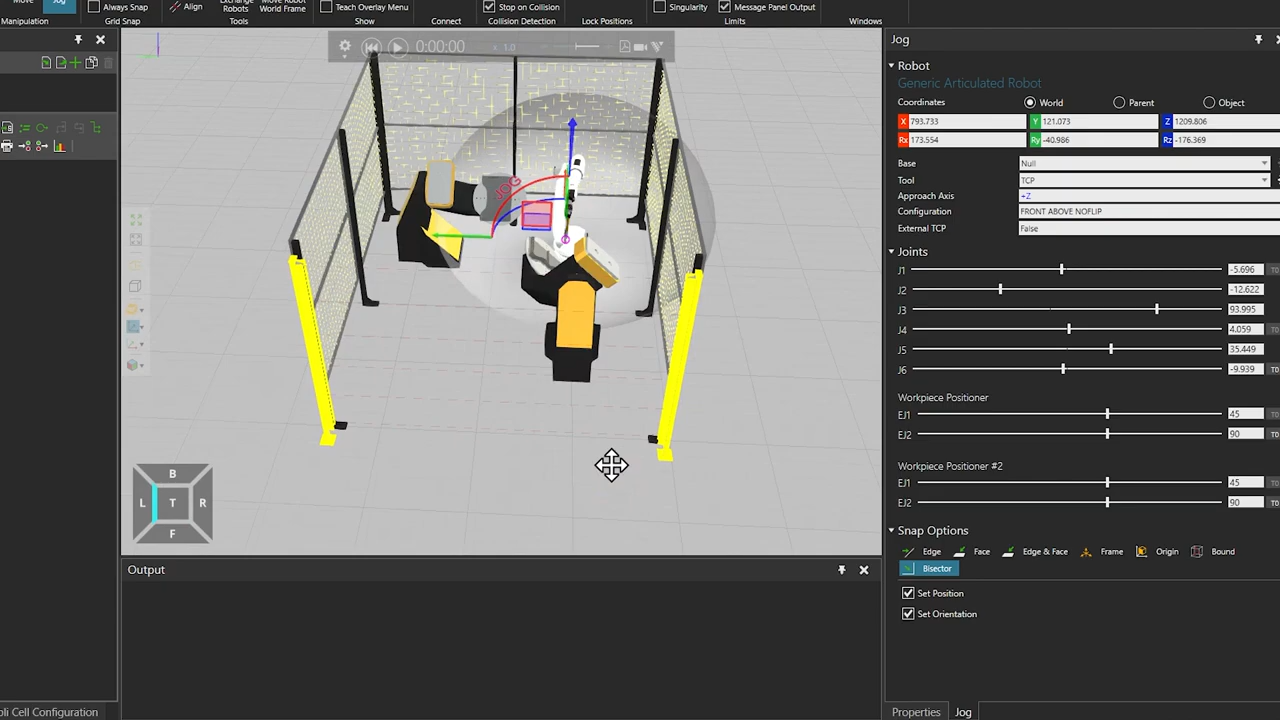 Move
Jog
Always Snap
Align
Exchange Robots
Move Robot World Frame
Teach Overlay Menu
Stop on Collision
Singularity
Message Panel Output
Manipulation
Grid Snap
Tools
Show
Connect
Collision Detection
Lock Positions
Limits
Windows
0:00:00
x 1.0
JOG
B
L T R
F
Output
Cell Configuration
Jog
Robot
Generic Articulated Robot
Coordinates World Parent Object
X 793.733 Y 121.073 Z 1209.806
Rx 173.554 Ry -40.986 Rz -176.369
Base Null
Tool TCP
Approach Axis +Z
Configuration FRONT ABOVE NOFLIP
External TCP False
Joints
J1 -5.696
J2 -12.622
J3 93.995
J4 4.059
J5 35.449
J6 -9.939
Workpiece Positioner
EJ1 45
EJ2 90
Workpiece Positioner #2
EJ1 45
EJ2 90
Snap Options
Edge Face Edge & Face Frame Origin Bound
Bisector
Set Position
Set Orientation
Properties Jog